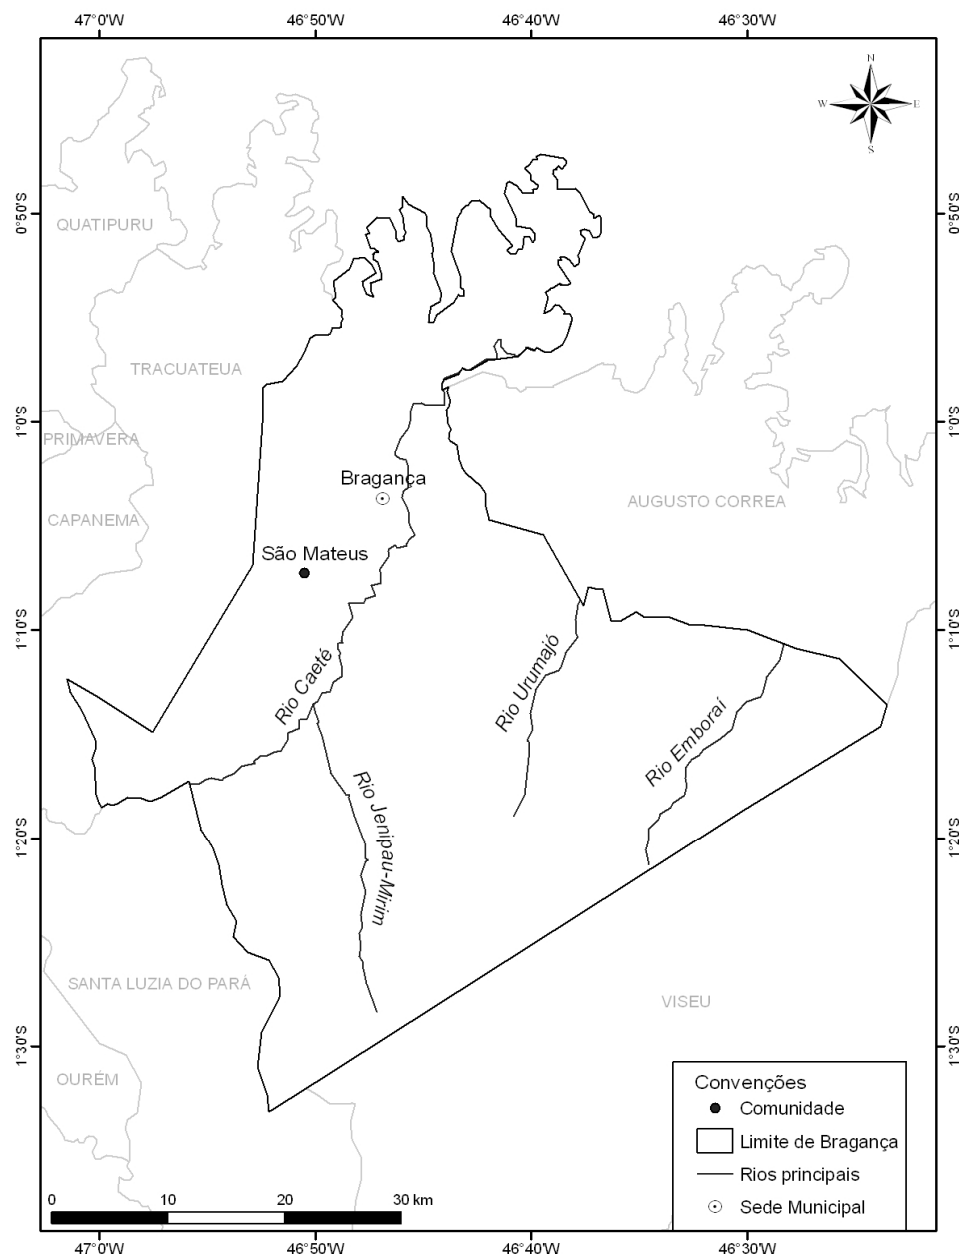 47°0'W 46°50'W 46°40'W 46°30'W
N
W E
S
0°50'S 0°50'S
QUATIPURU
TRACUATEUA
1°0'S 1°0'S
PRIMAVERA
Bragança
AUGUSTO CORREA
CAPANEMA
São Mateus
1°10'S 1°10'S
Rio Caeté
Rio Urumajó
Rio Emboraí
Rio Jenipau-Mirim
1°20'S 1°20'S
SANTA LUZIA DO PARÁ
VISEU
1°30'S 1°30'S
OURÉM
Convenções
Comunidade
Limite de Bragança
Rios principais
Sede Municipal
0 10 20 30 km
47°0'W 46°50'W 46°40'W 46°30'W